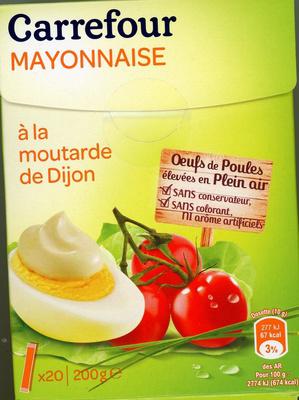 Carrefour
MAYONNAISE
à la
moutarde
de Dijon
Oeufs de Poules
élevées en Plein air
SANS conservateur,
SANS colorant,
NI arôme artificiels
x20 | 200g e
Dosette (10 g)
277 kJ
67 kcal
3%
des AR
Pour 100 g
2774 kJ (674 kcal)